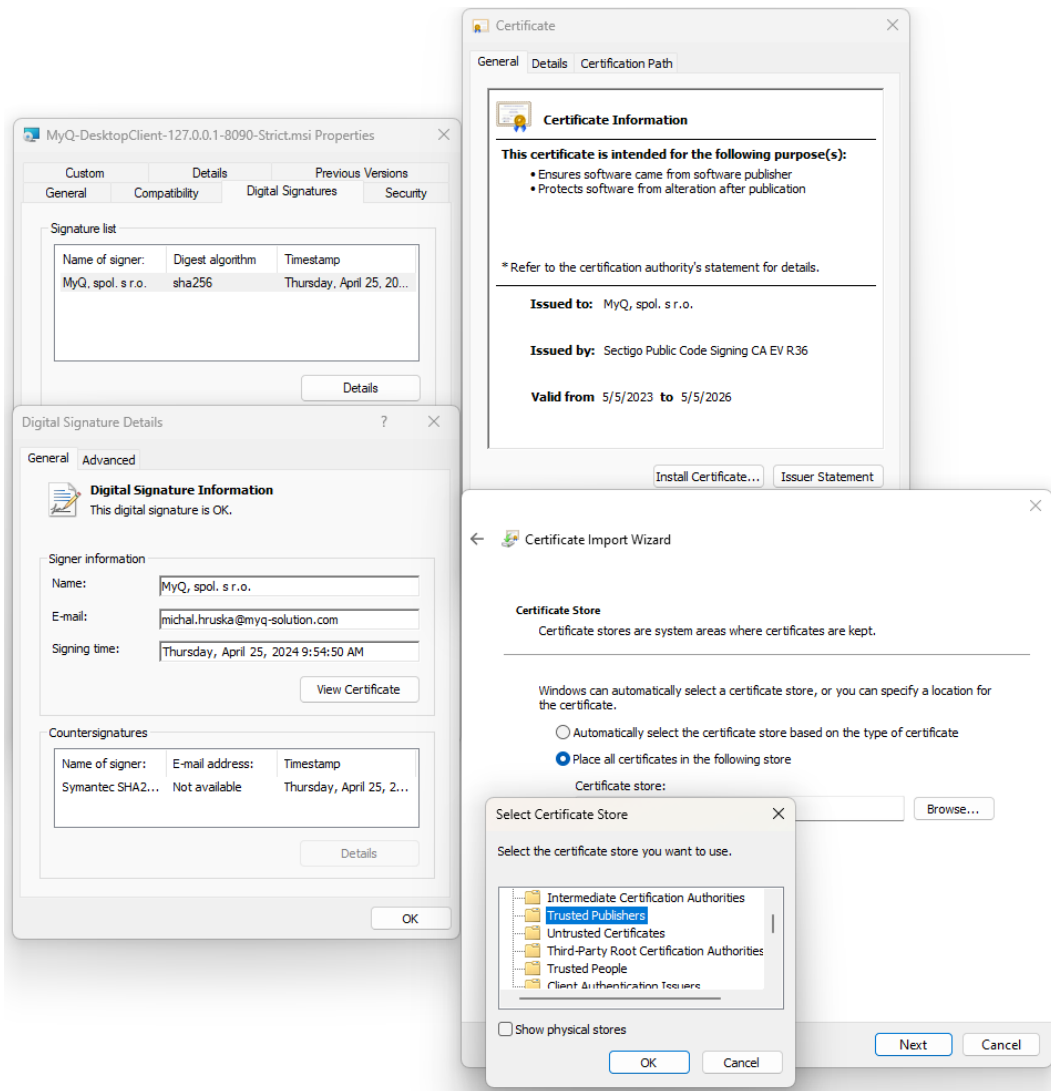 MyQ-DesktopClient-127.0.0.1-8090-Strict.msi Properties
Custom Details Previous Versions
General Compatibility Digital Signatures Security
Signature list
Name of signer: Digest algorithm Timestamp
MyQ, spol. s r.o. sha256 Thursday, April 25, 20...
Details
Digital Signature Details ?
General Advanced
Digital Signature Information
This digital signature is OK.
Signer information
Name: MyQ, spol. s r.o.
E-mail: michal.hruska@myq-solution.com
Signing time: Thursday, April 25, 2024 9:54:50 AM
View Certificate
Countersignatures
Name of signer: E-mail address: Timestamp
Symantec SHA2... Not available Thursday, April 25, 2...
Details
OK
Certificate
General Details Certification Path
Certificate Information
This certificate is intended for the following purpose(s):
• Ensures software came from software publisher
• Protects software from alteration after publication
* Refer to the certification authority's statement for details.
Issued to: MyQ, spol. s r.o.
Issued by: Sectigo Public Code Signing CA EV R36
Valid from 5/5/2023 to 5/5/2026
Install Certificate... Issuer Statement
Certificate Import Wizard
Certificate Store
Certificate stores are system areas where certificates are kept.
Windows can automatically select a certificate store, or you can specify a location for
the certificate.
Automatically select the certificate store based on the type of certificate
Place all certificates in the following store
Certificate store:
Browse...
Select Certificate Store
Select the certificate store you want to use.
Intermediate Certification Authorities
Trusted Publishers
Untrusted Certificates
Third-Party Root Certification Authorities
Trusted People
Client Authentication Issuers
Show physical stores
OK Cancel
Next Cancel